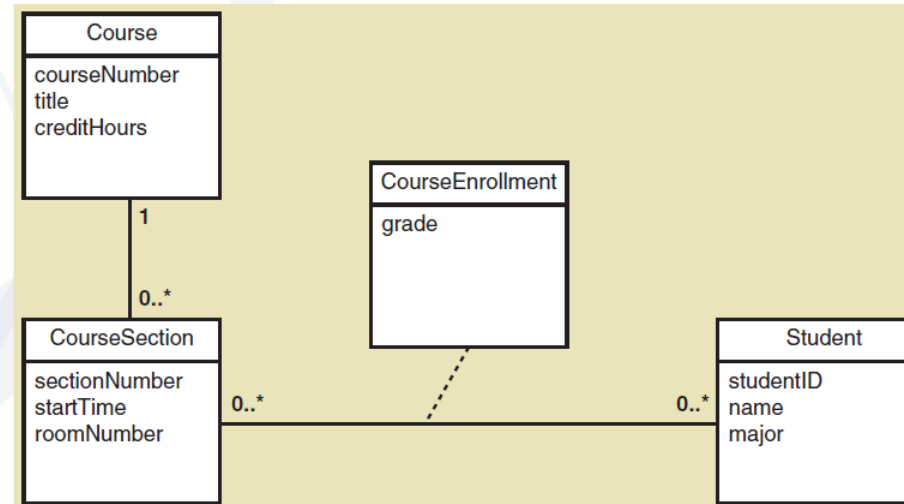 Course
courseNumber
title
creditHours
1
0..*
CourseEnrollment
grade
CourseSection
sectionNumber
startTime
roomNumber
0..*
0..*
Student
studentID
name
major